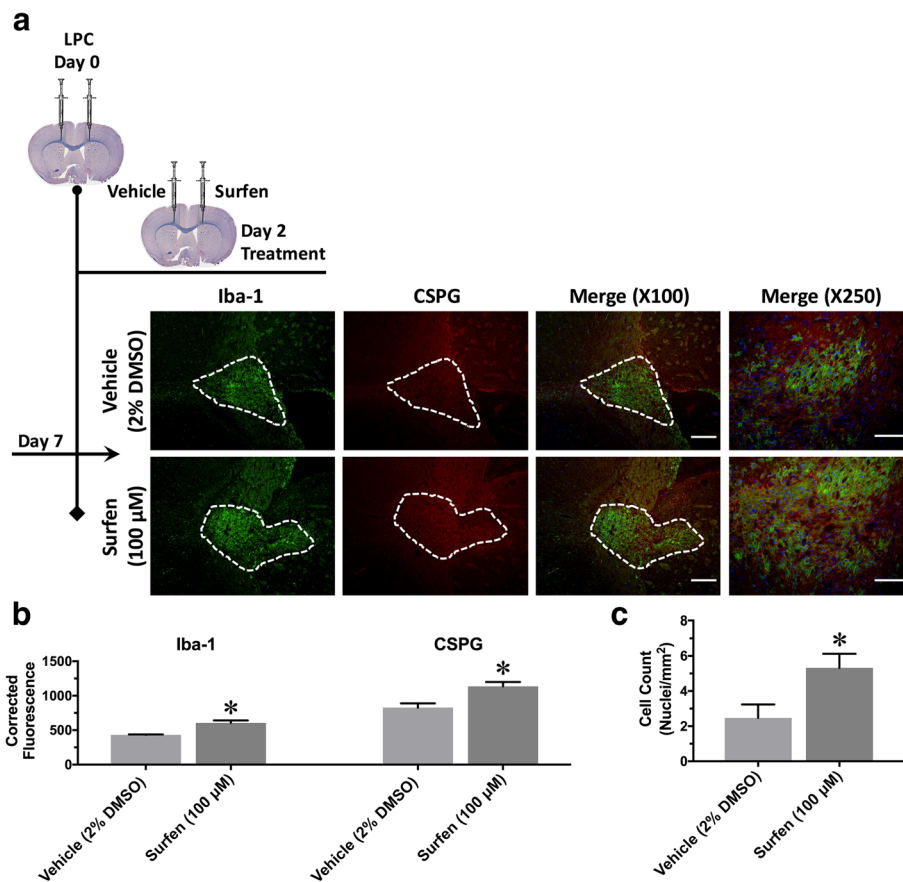 a
LPC
Day 0
Vehicle
Surfen
Day 2
Treatment
Iba-1
CSPG
Merge (X100)
Merge (X250)
Vehicle
(2% DMSO)
Day 7
Surfen
(100 µM)
b
Iba-1
CSPG
Corrected
Fluorescence
1500
1000
500
0
*
*
Vehicle (2% DMSO)
Surfen (100 µM)
Vehicle (2% DMSO)
Surfen (100 µM)
c
Cell Count
(Nuclei/mm²)
8
6
4
2
0
*
Vehicle (2% DMSO)
Surfen (100 µM)